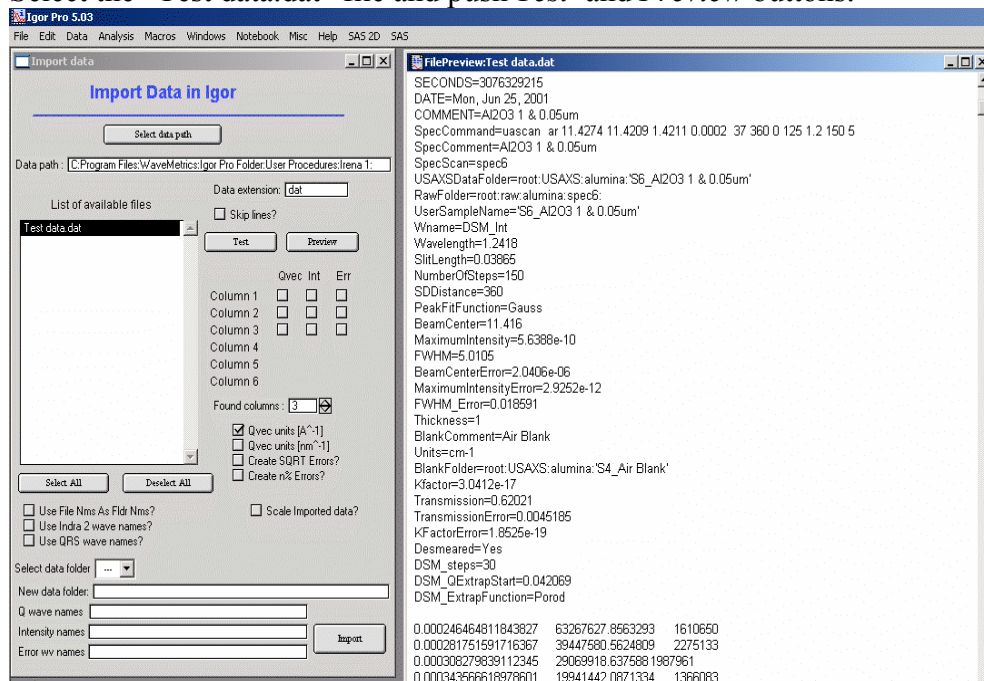 Select the "Test data.dat" file and push Test and Preview buttons.
Igor Pro 5.03
File Edit Data Analysis Macros Windows Notebook Misc Help SAS 2D SAS
Import data
Import Data in Igor
Select data path
Data path : C:Program Files:WaveMetrics:Igor Pro Folder:User Procedures:Irena 1:
Data extension: dat
List of available files
Skip lines?
Test data.dat
Test Preview
Qvec Int Err
Column 1
Column 2
Column 3
Column 4
Column 5
Column 6
Found columns : 3
Qvec units [A^-1]
Qvec units [nm^-1]
Create SQRT Errors?
Create n% Errors?
Select All Deselect All
Use File Nms As Fldr Nms?
Scale Imported data?
Use Indra 2 wave names?
Use QRS wave names?
Select data folder ---
New data folder:
Q wave names
Intensity names
Import
Error wv names
FilePreview:Test data.dat
SECONDS=3076329215
DATE=Mon, Jun 25, 2001
COMMENT=Al2O3 1 & 0.05um
SpecCommand=uascan ar 11.4274 11.4209 1.4211 0.0002 37 360 0 125 1.2 150 5
SpecComment=Al2O3 1 & 0.05um
SpecScan=spec6
USAXSDataFolder=root:USAXS:alumina:'S6_Al2O3 1 & 0.05um'
RawFolder=root:raw:alumina:spec6:
UserSampleName='S6_Al2O3 1 & 0.05um'
Wname=DSM_Int
Wavelength=1.2418
SlitLength=0.03865
NumberOfSteps=150
SDDistance=360
PeakFitFunction=Gauss
BeamCenter=11.416
MaximumIntensity=5.6388e-10
FWHM=5.0105
BeamCenterError=2.0406e-06
MaximumIntensityError=2.9252e-12
FWHM_Error=0.018591
Thickness=1
BlankComment=Air Blank
Units=cm-1
BlankFolder=root:USAXS:alumina:'S4_Air Blank'
Kfactor=3.0412e-17
Transmission=0.62021
TransmissionError=0.0045185
KFactorError=1.8525e-19
Desmeared=Yes
DSM_steps=30
DSM_QExtrapStart=0.042069
DSM_ExtrapFunction=Porod
0.000246464811843827 63267627.8563293 1610650
0.000281751591716367 39447580.5624809 2275133
0.000308279839112345 29069918.6375881987961
0.000343566618978601 19941442.0871334 1366083